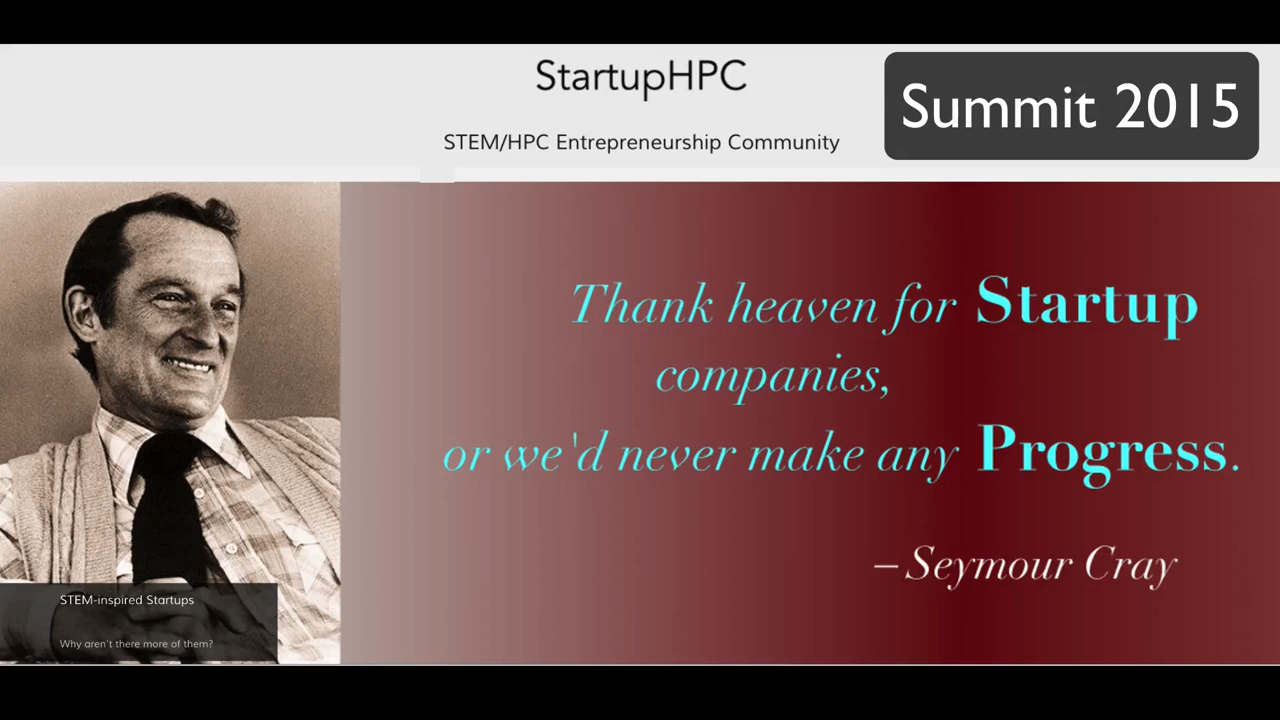 StartupHPC
Summit 2015
STEM/HPC Entrepreneurship Community
Thank heaven for Startup
companies,
or we'd never make any Progress.
– Seymour Cray
STEM-inspired Startups
Why aren't there more of them?